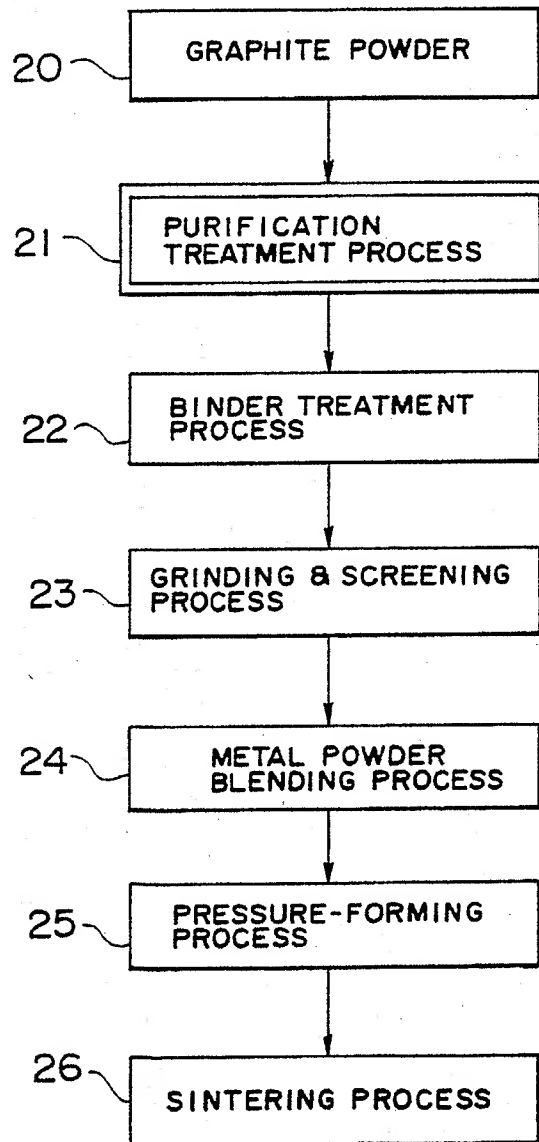 20
GRAPHITE POWDER
21
PURIFICATION
TREATMENT PROCESS
22
BINDER TREATMENT
PROCESS
23
GRINDING & SCREENING
PROCESS
24
METAL POWDER
BLENDING PROCESS
25
PRESSURE-FORMING
PROCESS
26
SINTERING PROCESS